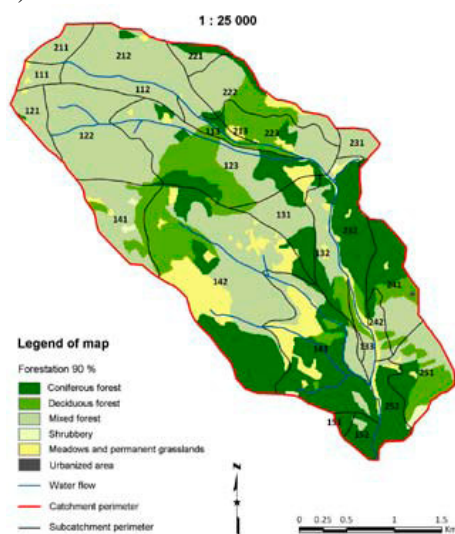 1 : 25 000
211
212
221
111
112
222
121
122
113
213
223
123
231
141
131
132
232
142
241
242
133
143
251
252
151
152
Legend of map
Forestation 90 %
Coniferous forest
Deciduous forest
Mixed forest
Shrubbery
Meadows and permanent grasslands
Urbanized area
Water flow
Catchment perimeter
Subcatchment perimeter
N
0 0.25 0.5 1 1.5
Km